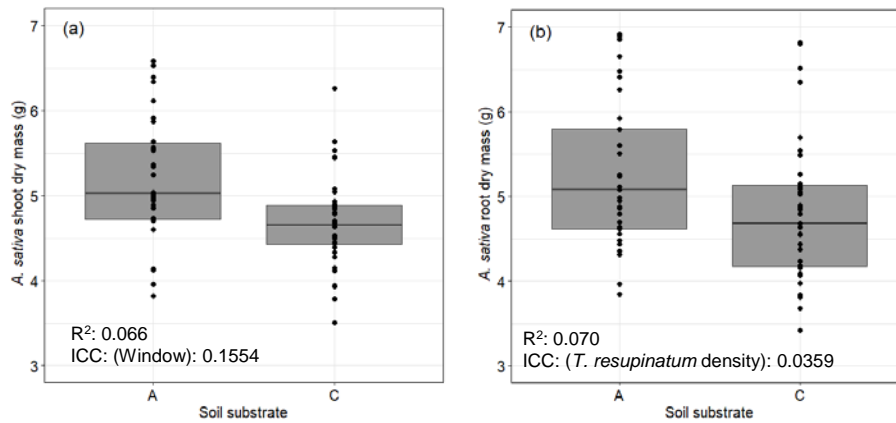 (a)
A. sativa shoot dry mass (g)
7
6
5
4
3
R²: 0.066
ICC: (Window): 0.1554
A C
Soil substrate
(b)
A. sativa root dry mass (g)
7
6
5
4
3
R²: 0.070
ICC: (T. resupinatum density): 0.0359
A C
Soil substrate